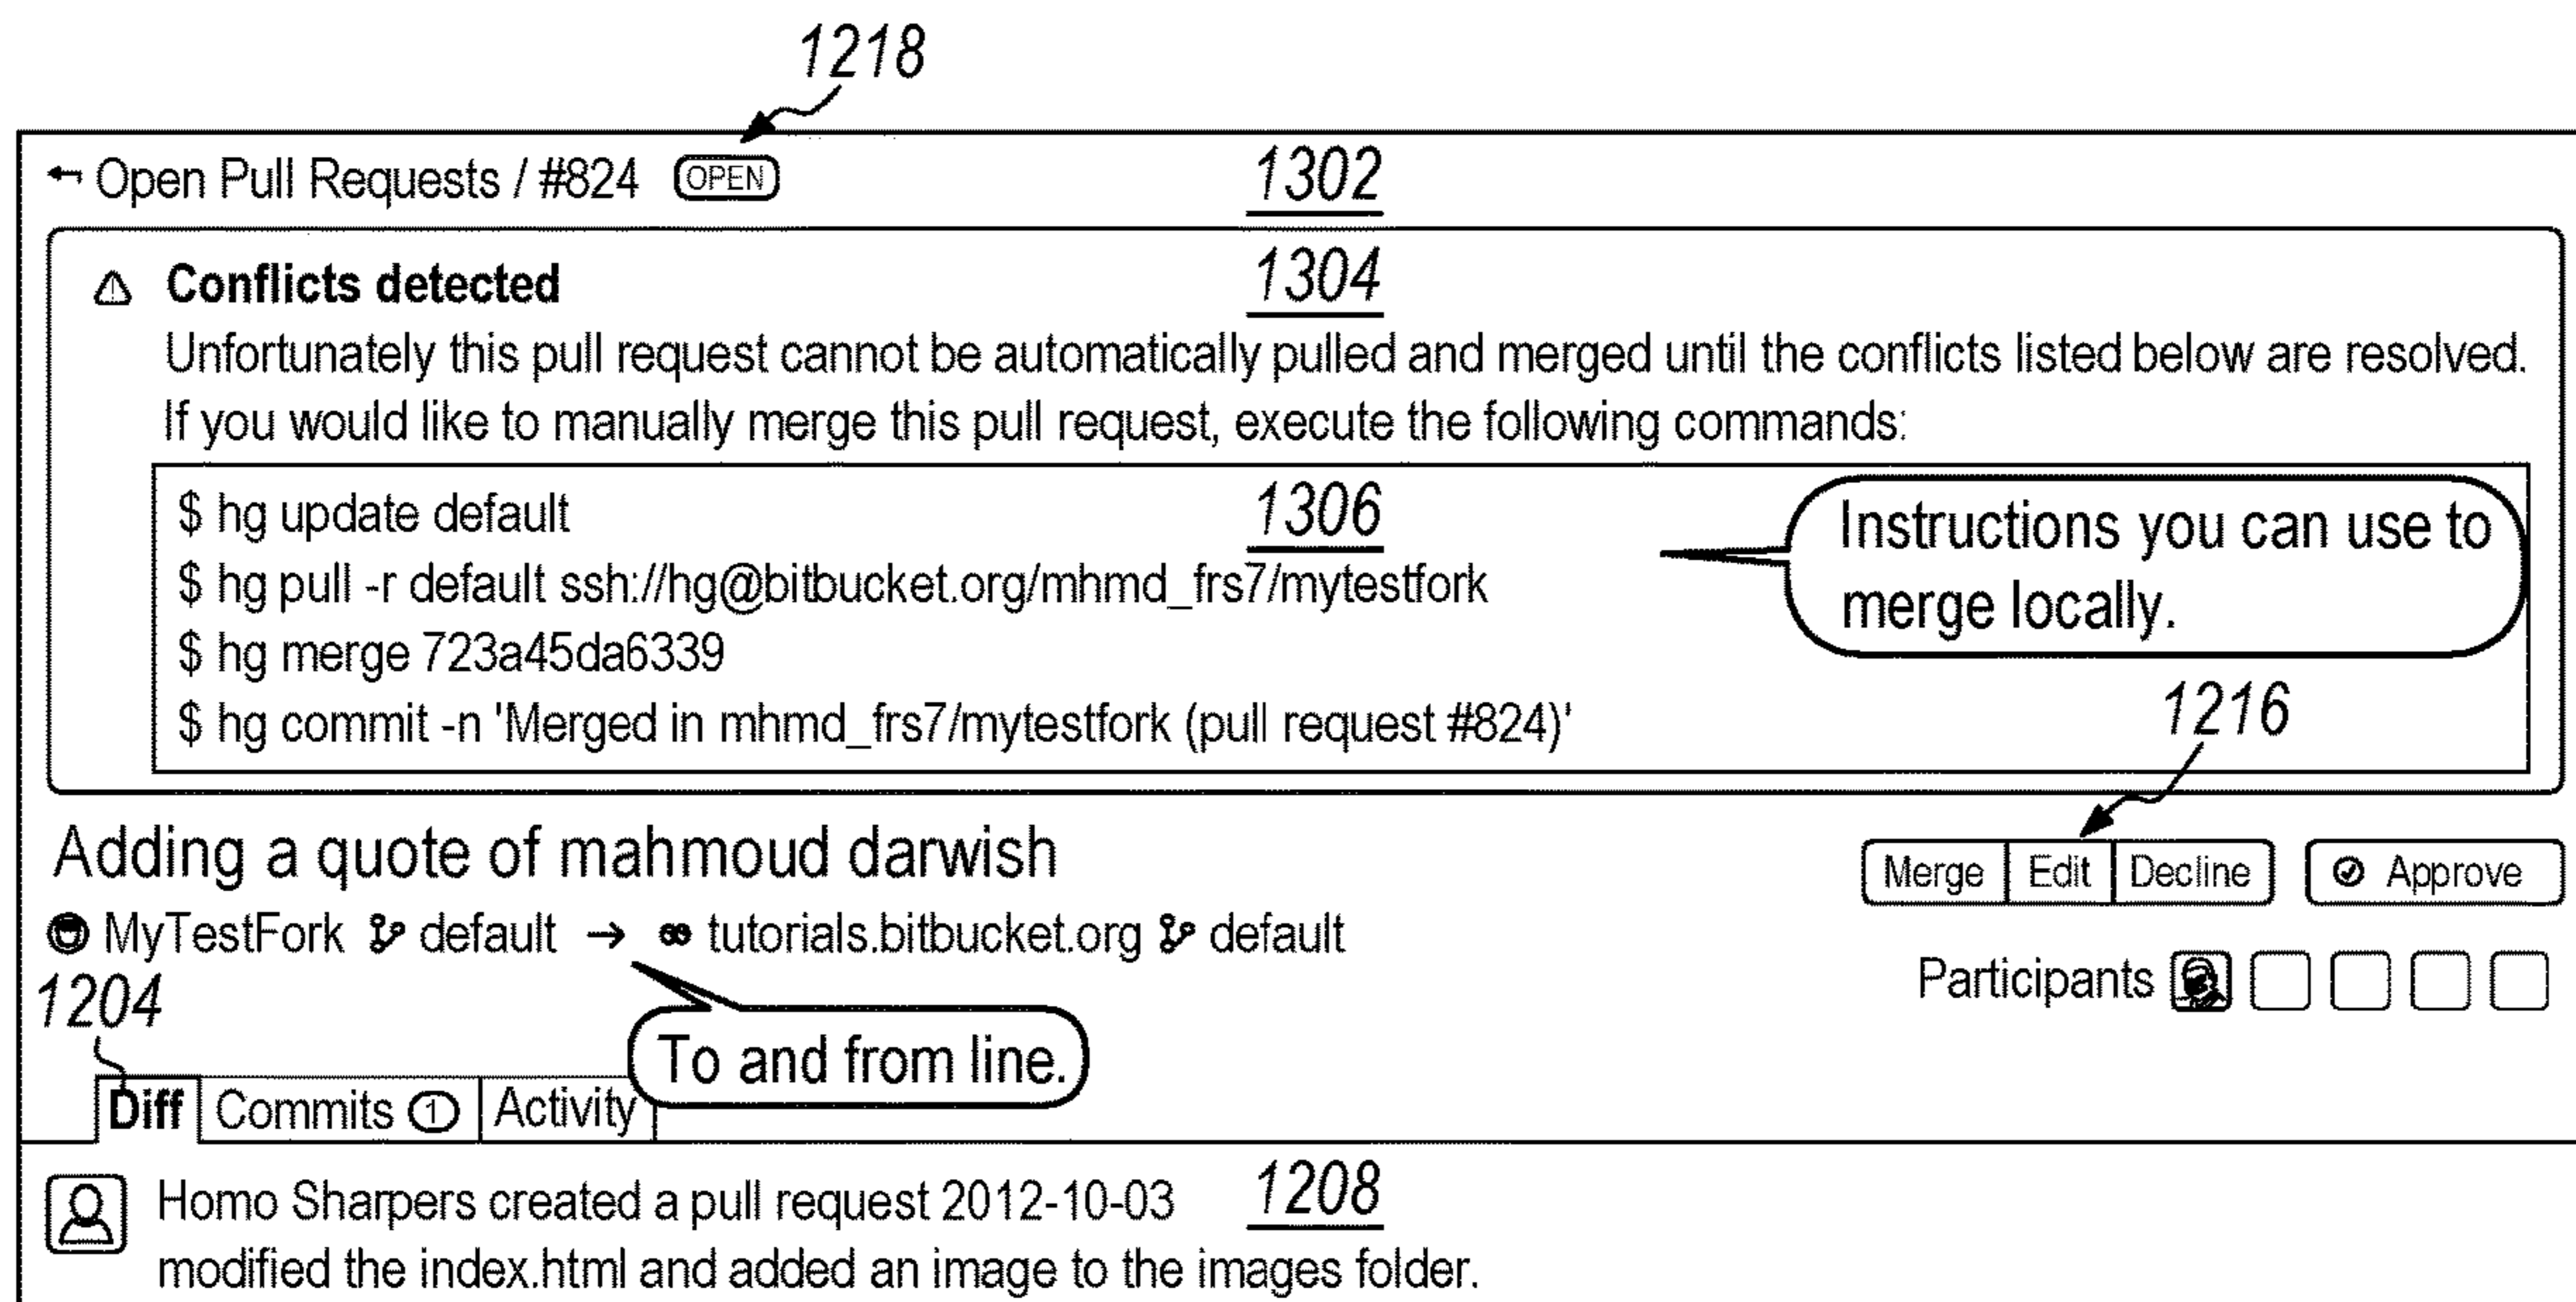 1218
Open Pull Requests / #824 OPEN 1302
Conflicts detected 1304
Unfortunately this pull request cannot be automatically pulled and merged until the conflicts listed below are resolved.
If you would like to manually merge this pull request, execute the following commands:
$ hg update default 1306
$ hg pull -r default ssh://hg@bitbucket.org/mhmd_frs7/mytestfork
$ hg merge 723a45da6339
$ hg commit -n 'Merged in mhmd_frs7/mytestfork (pull request #824)'
Instructions you can use to
merge locally.
1216
Adding a quote of mahmoud darwish
Merge Edit Decline Approve
MyTestFork default → tutorials.bitbucket.org default
Participants
1204
To and from line.
Diff Commits 1 Activity
Homo Sharpers created a pull request 2012-10-03 1208
modified the index.html and added an image to the images folder.